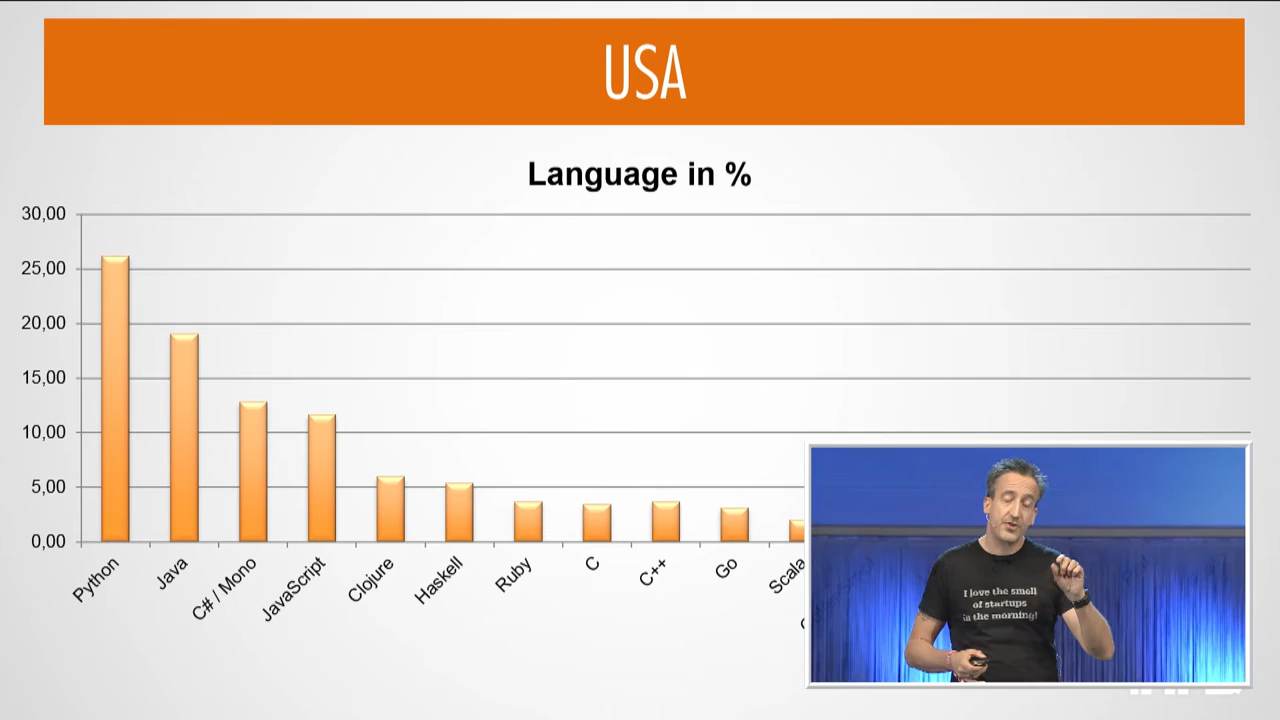 USA
Language in %
30,00
25,00
20,00
15,00
10,00
5,00
0,00
Python
Java
C# / Mono
JavaScript
Clojure
Haskell
Ruby
C
C++
Go
Scala
I love the smell
of startups
in the morning!